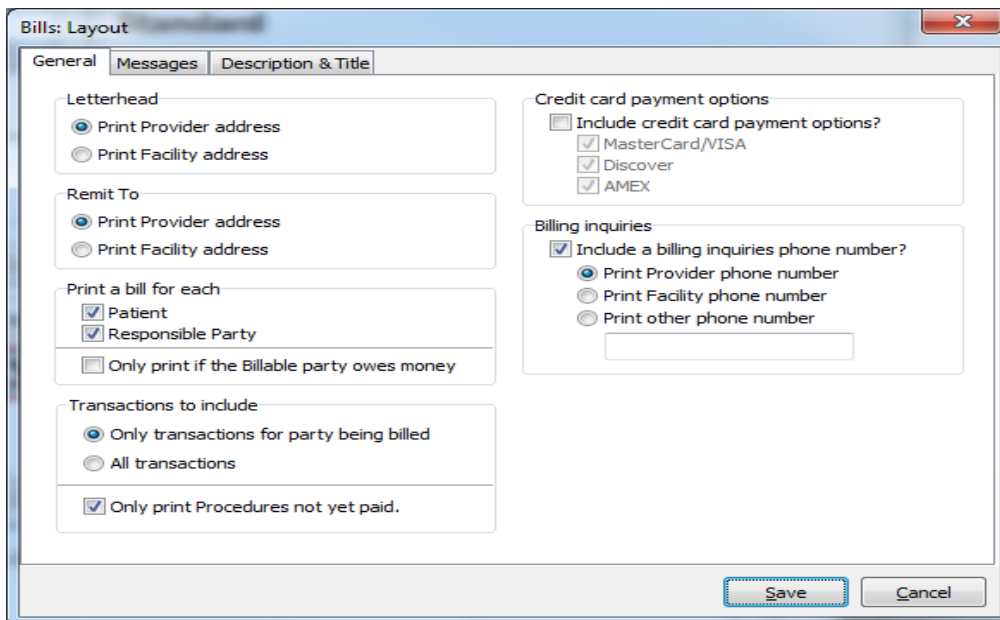 Bills: Layout
General Messages Description & Title
Letterhead
Print Provider address
Print Facility address
Remit To
Print Provider address
Print Facility address
Print a bill for each
Patient
Responsible Party
Only print if the Billable party owes money
Transactions to include
Only transactions for party being billed
All transactions
Only print Procedures not yet paid.
Credit card payment options
Include credit card payment options?
MasterCard/VISA
Discover
AMEX
Billing inquiries
Include a billing inquiries phone number?
Print Provider phone number
Print Facility phone number
Print other phone number
Save Cancel